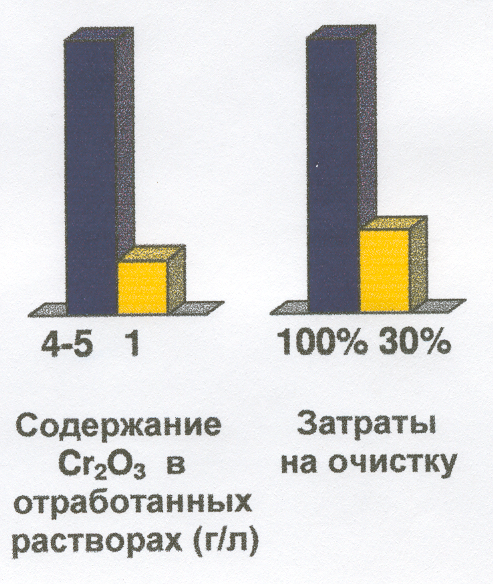 4-5 1
100% 30%
Содержание
Cr₂O₃ в
отработанных
растворах (г/л)
Затраты
на очистку